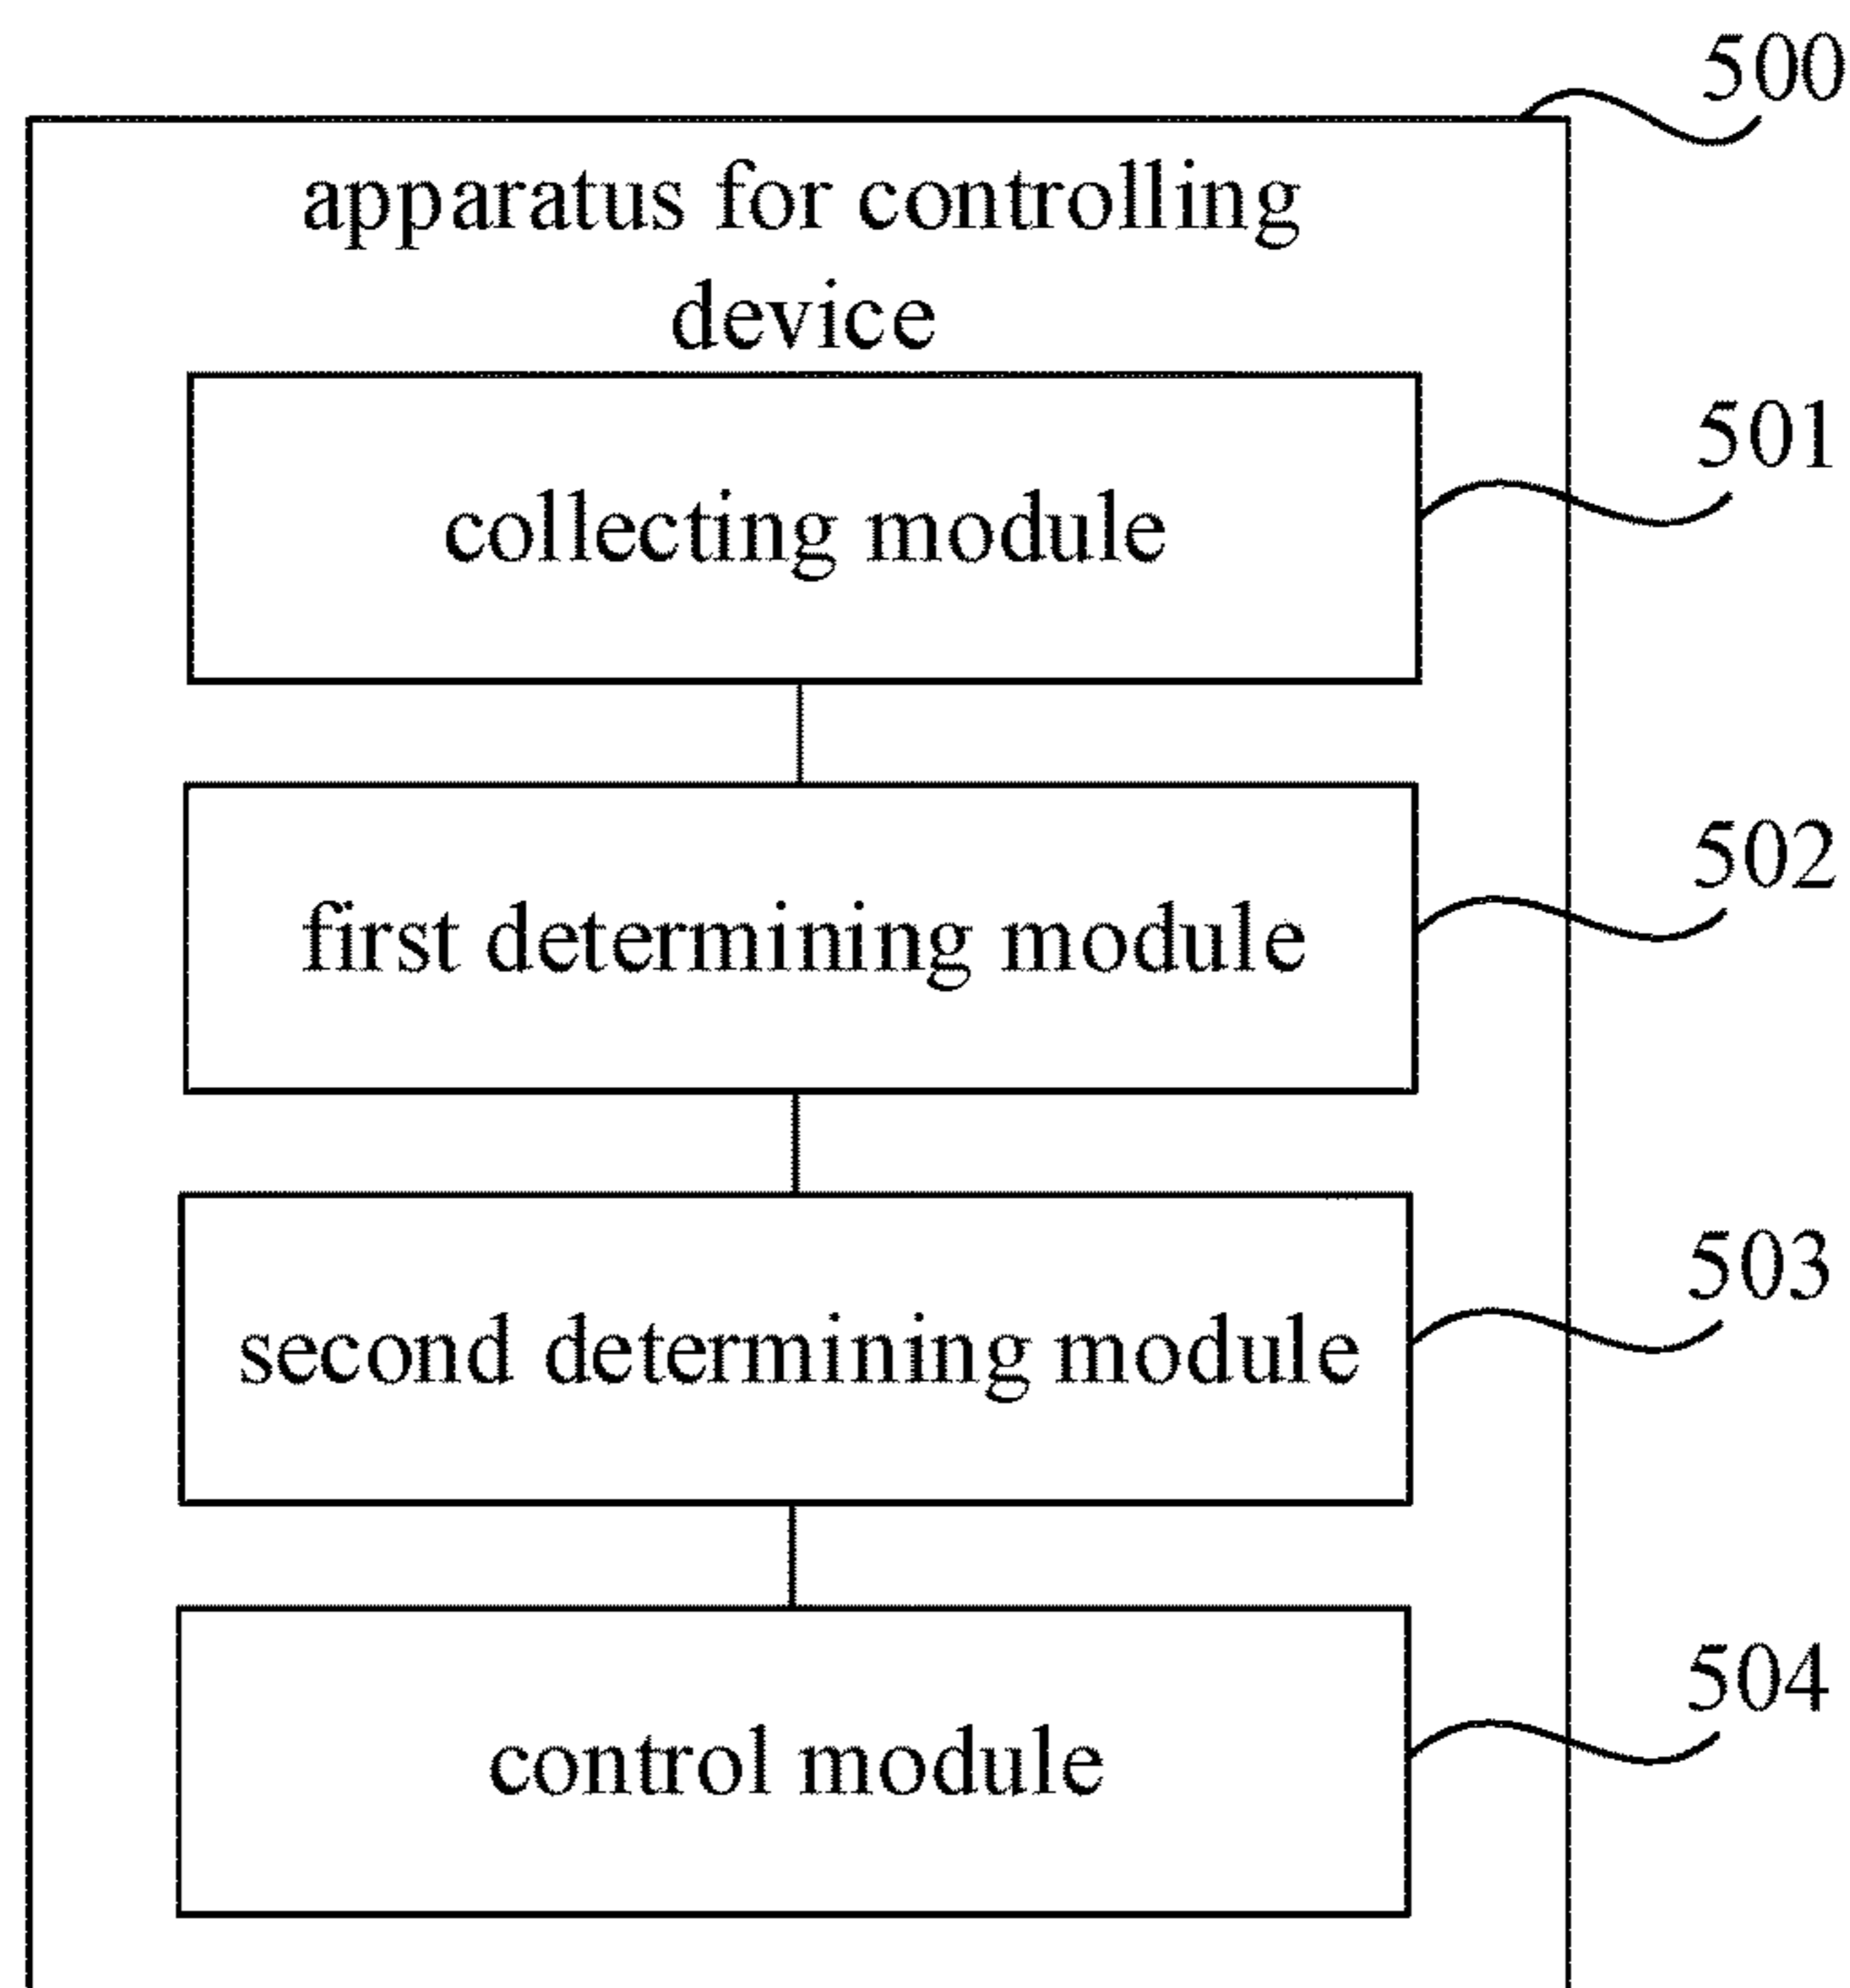 500
apparatus for controlling
device
501
collecting module
502
first determining module
503
second determining module
504
control module